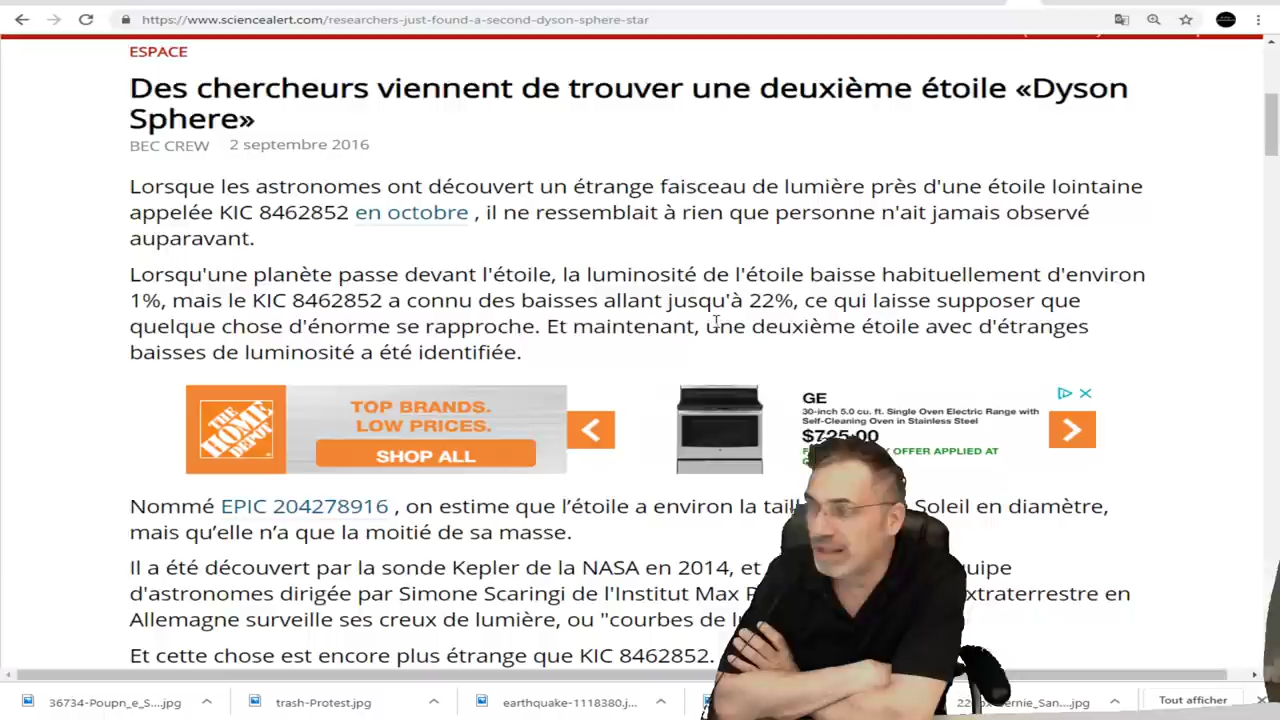 https://www.sciencealert.com/researchers-just-found-a-second-dyson-sphere-star
ESPACE
Des chercheurs viennent de trouver une deuxième étoile «Dyson
Sphere»
BEC CREW 2 septembre 2016
Lorsque les astronomes ont découvert un étrange faisceau de lumière près d'une étoile lointaine
appelée KIC 8462852 en octobre , il ne ressemblait à rien que personne n'ait jamais observé
auparavant.
Lorsqu'une planète passe devant l'étoile, la luminosité de l'étoile baisse habituellement d'environ
1%, mais le KIC 8462852 a connu des baisses allant jusqu'à 22%, ce qui laisse supposer que
quelque chose d'énorme se rapproche. Et maintenant, une deuxième étoile avec d'étranges
baisses de luminosité a été identifiée.
THE HOME DEPOT
TOP BRANDS.
LOW PRICES.
SHOP ALL
GE
30-inch 5.0 cu. ft. Single Oven Electric Range with
Self-Cleaning Oven in Stainless Steel
$725.00
OFFER APPLIED AT
Nommé EPIC 204278916 , on estime que l’étoile a environ la Soleil en diamètre,
mais qu’elle n’a que la moitié de sa masse.
Il a été découvert par la sonde Kepler de la NASA en 2014, et
d'astronomes dirigée par Simone Scaringi de l'Institut Max en
Allemagne surveille ses creux de lumière, ou "courbes de
Et cette chose est encore plus étrange que KIC 8462852.
36734-Poupn_e_S....jpg trash-Protest.jpg earthquake-1118380.j... Tout afficher